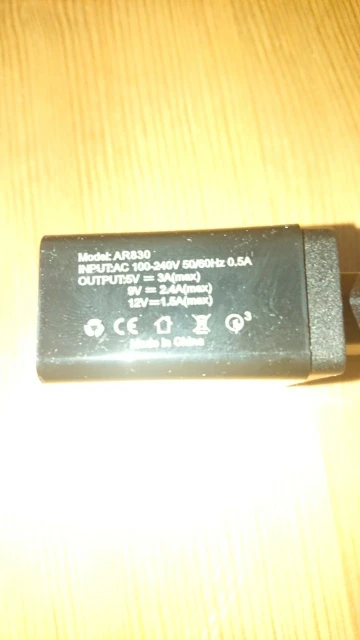 Model: AR830
INPUT:AC 100-240V 50/60Hz 0.5A
OUTPUT:5V ⎓ 3A(max)
9V ⎓ 2.4A(max)
12V⎓1.5A(max)
CE 3
Made in China